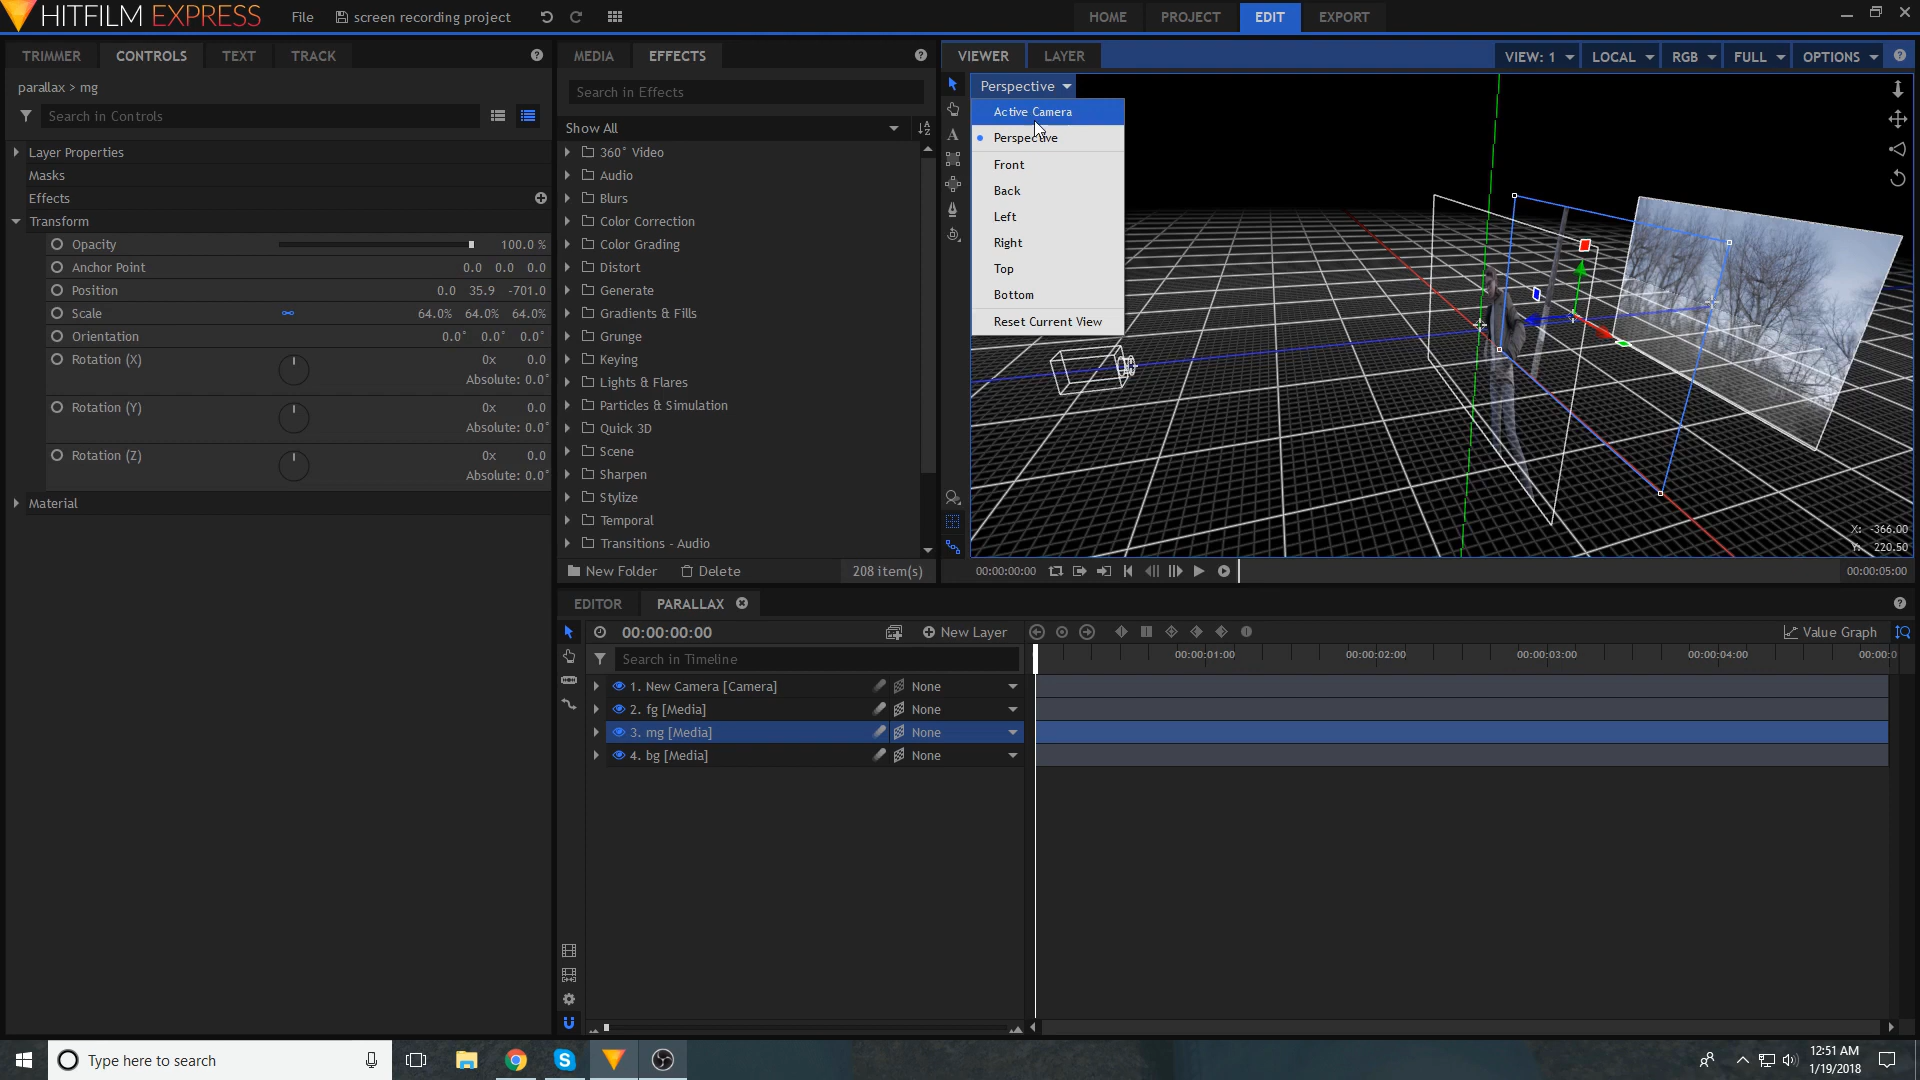 HITFILM EXPRESS
File
screen recording project
HOME
PROJECT
EDIT
EXPORT
TRIMMER
CONTROLS
TEXT
TRACK
parallax > mg
Search in Controls
Layer Properties
Masks
Effects
Transform
Opacity 100.0 %
Anchor Point 0.0 0.0 0.0
Position 0.0 35.9 -701.0
Scale 64.0% 64.0% 64.0%
Orientation 0.0° 0.0° 0.0°
Rotation (X) 0x 0.0
Absolute: 0.0°
Rotation (Y) 0x 0.0
Absolute: 0.0°
Rotation (Z) 0x 0.0
Absolute: 0.0°
Material
MEDIA
EFFECTS
Search in Effects
Show All
360° Video
Audio
Blurs
Color Correction
Color Grading
Distort
Generate
Gradients & Fills
Grunge
Keying
Lights & Flares
Particles & Simulation
Quick 3D
Scene
Sharpen
Stylize
Temporal
Transitions - Audio
New Folder
Delete
208 item(s)
VIEWER
LAYER
VIEW: 1
LOCAL
RGB
FULL
OPTIONS
Perspective
Active Camera
Perspective
Front
Back
Left
Right
Top
Bottom
Reset Current View
X: -366.00
Y: 220.50
00:00:00:00
00:00:05:00
EDITOR
PARALLAX
00:00:00:00
New Layer
Value Graph
Search in Timeline
00:00:01:00
00:00:02:00
00:00:03:00
00:00:04:00
00:00:0
1. New Camera [Camera] None
2. fg [Media] None
3. mg [Media] None
4. bg [Media] None
Type here to search
12:51 AM
1/19/2018